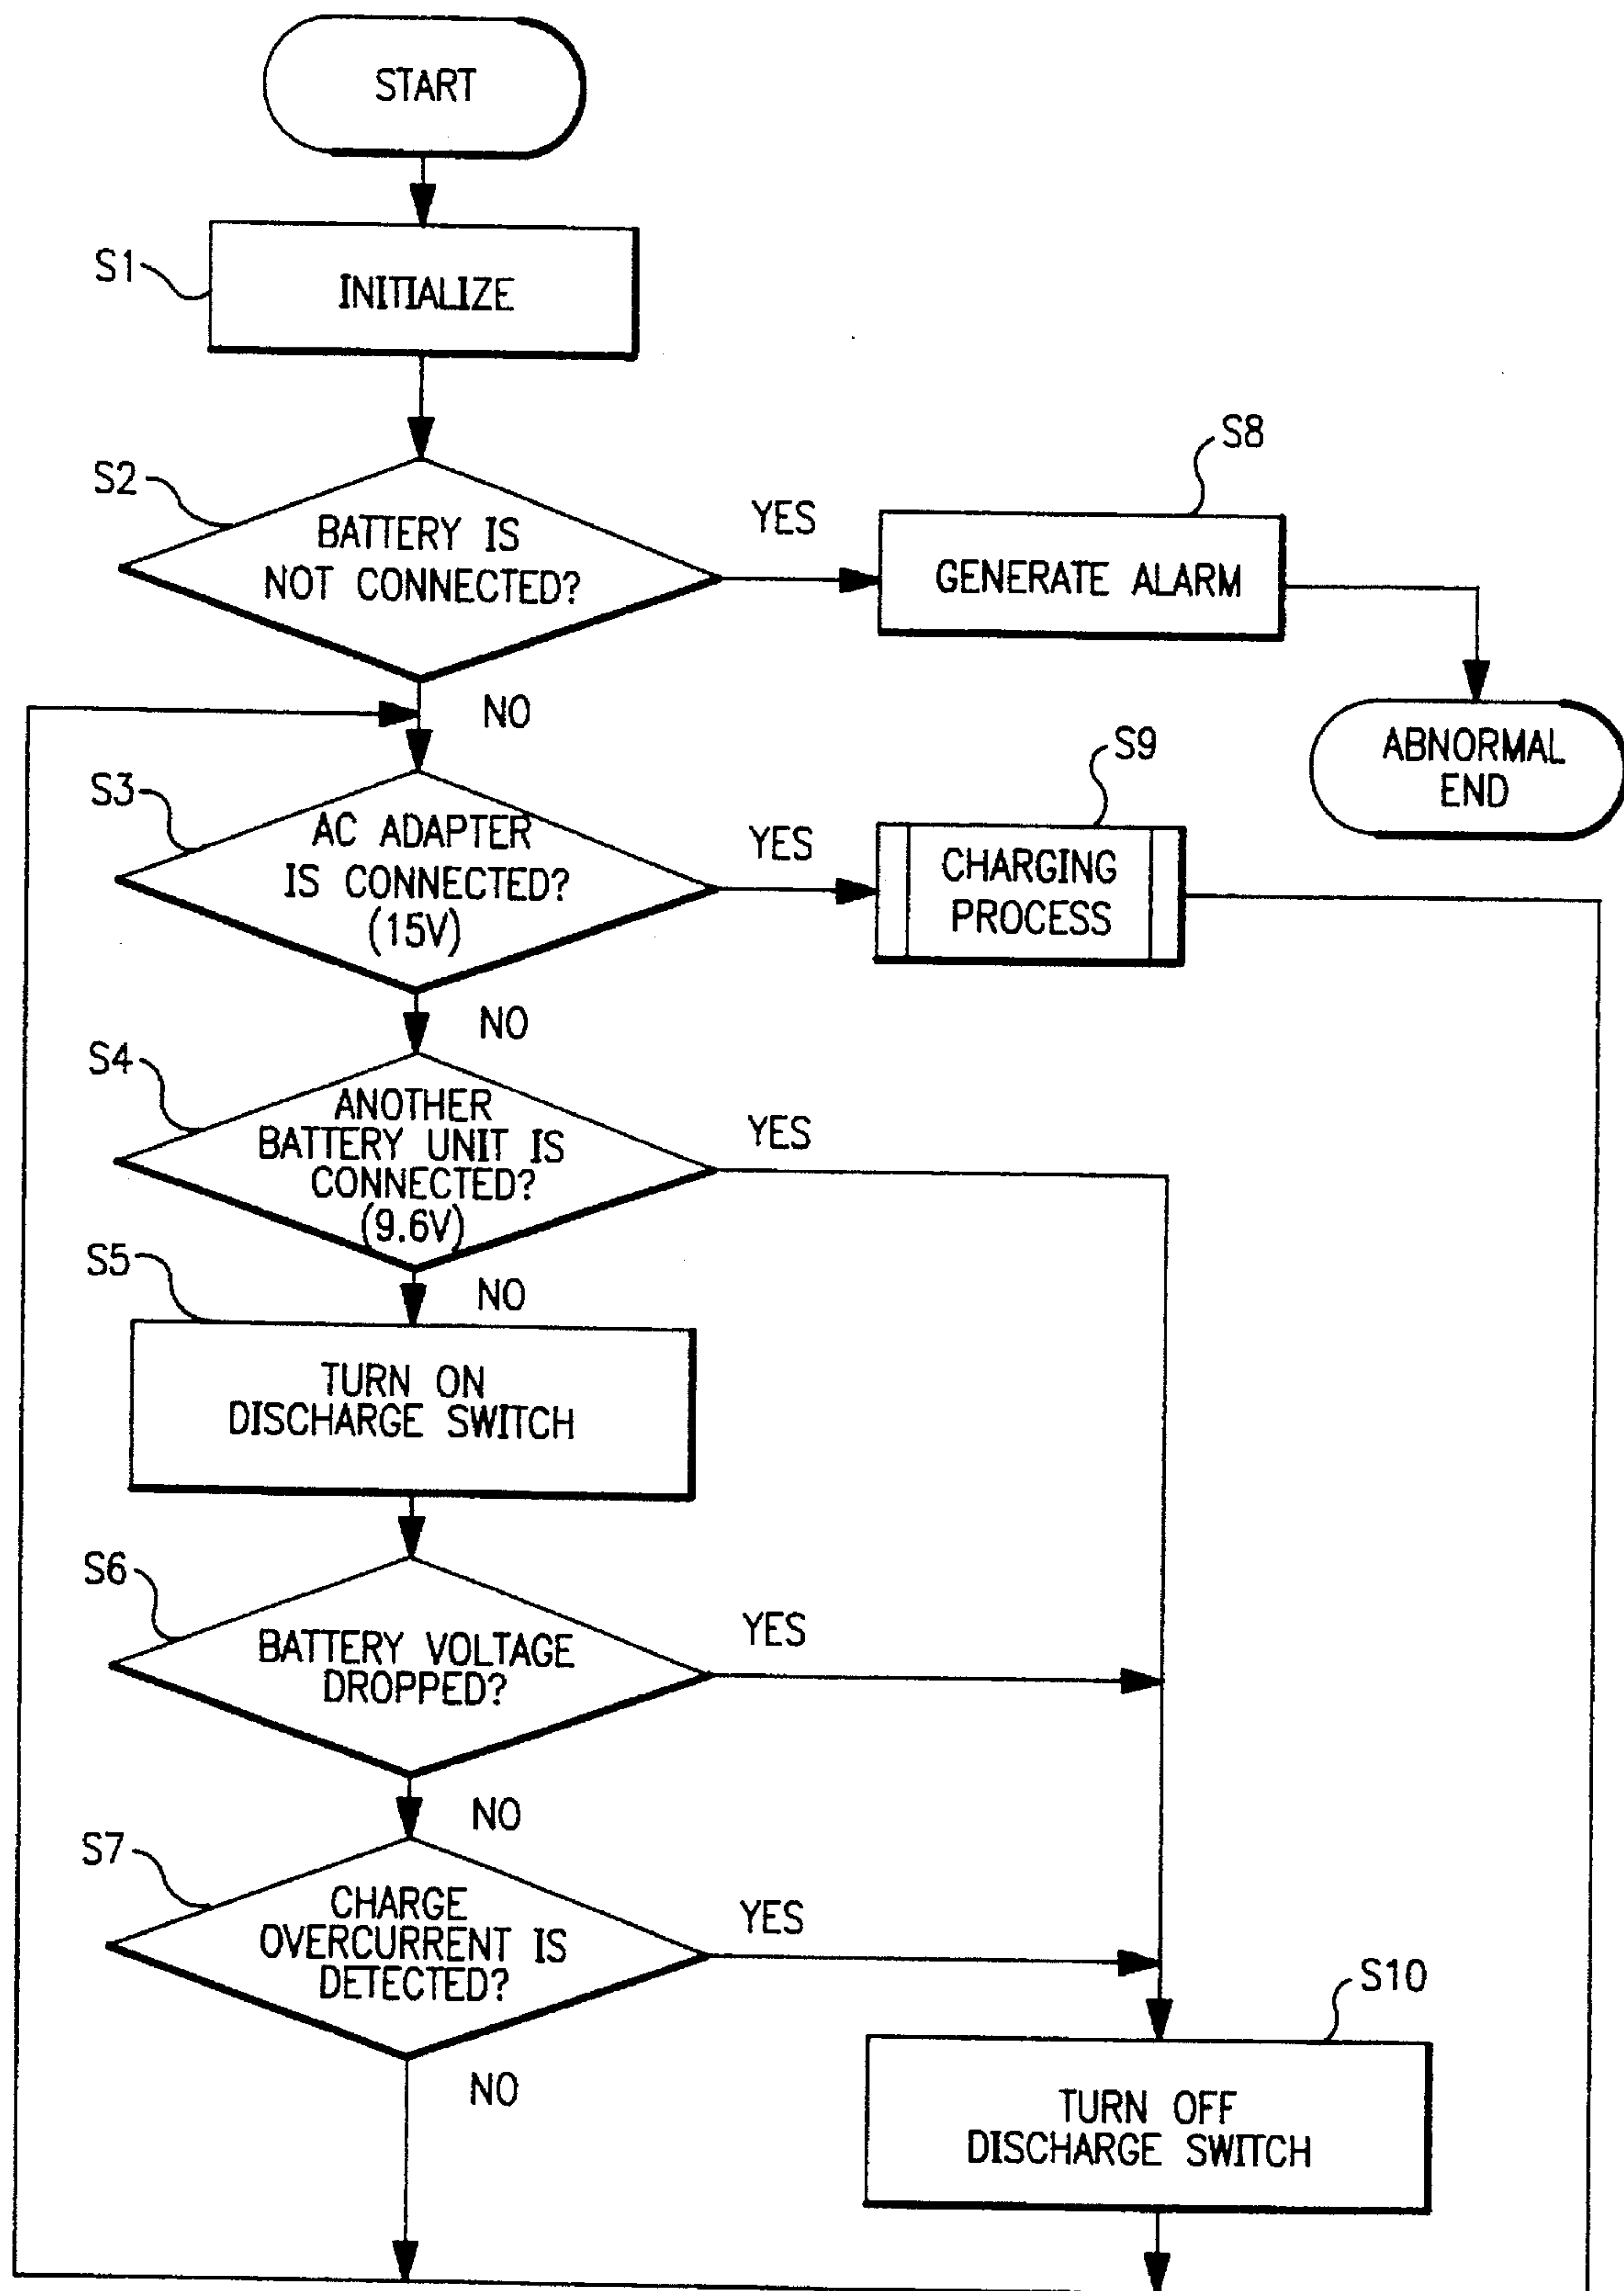 START
S1
INITIALIZE
S8
S2
BATTERY IS
NOT CONNECTED?
YES
GENERATE ALARM
NO
ABNORMAL
END
S9
S3
AC ADAPTER
IS CONNECTED?
(15V)
YES
CHARGING
PROCESS
NO
S4
ANOTHER
BATTERY UNIT IS
CONNECTED?
(9.6V)
YES
S5
NO
TURN ON
DISCHARGE SWITCH
S6
BATTERY VOLTAGE
DROPPED?
YES
NO
S7
CHARGE
OVERCURRENT IS
DETECTED?
YES
S10
NO
TURN OFF
DISCHARGE SWITCH